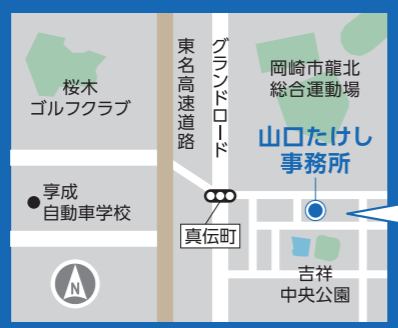 桜木
ゴルフクラブ
東名高速道路
グランドロード
岡崎市龍北
総合運動場
山口たけし
事務所
享成
自動車学校
真伝町
吉祥
中央公園
N